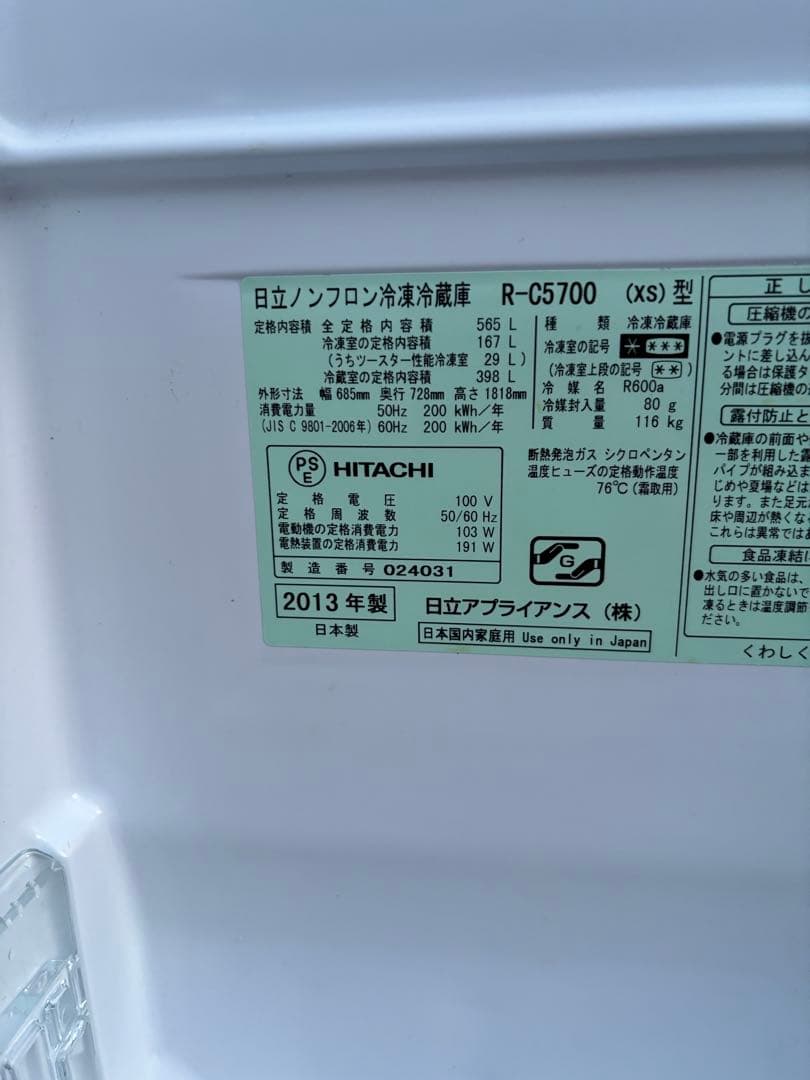 日立ノンフロン冷凍冷蔵庫 R-C5700 (XS)型
定格内容積 全定格内容積 565 L
冷凍室の定格内容積 167 L
(うちツースター性能冷凍室 29 L)
冷蔵室の定格内容積 398 L
外形寸法 幅 685mm 奥行 728mm 高さ 1818mm
消費電力量 50Hz 200 kWh/年
(JIS C 9801-2006年) 60Hz 200 kWh/年
種類 冷凍冷蔵庫
冷凍室の記号 * ***
(冷凍室上段の記号 **)
冷媒名 R600a
冷媒封入量 80 g
質量 116 kg
断熱発泡ガス シクロペンタン
温度ヒューズの定格動作温度
76℃(霜取用)
PS
E
HITACHI
定格電圧 100 V
定格周波数 50/60 Hz
電動機の定格消費電力 103 W
電熱装置の定格消費電力 191 W
製造番号 024031
G
2013年製
日本製
日立アプライアンス(株)
日本国内家庭用 Use only in Japan
正し
圧縮機の
●電源プラグを抜
ントに差し込ん
る場合は保護タ
分間は圧縮機の
露付防止と
●冷蔵庫の前面や
一部を利用した露
パイプが組み込ま
じめや夏場などは
ります。また足元
床や周辺が熱くな
これらは異常ではあ
食品凍結に
●水気の多い食品は、
出し口に置かないで
凍るときは温度調節
ださい。
くわしく